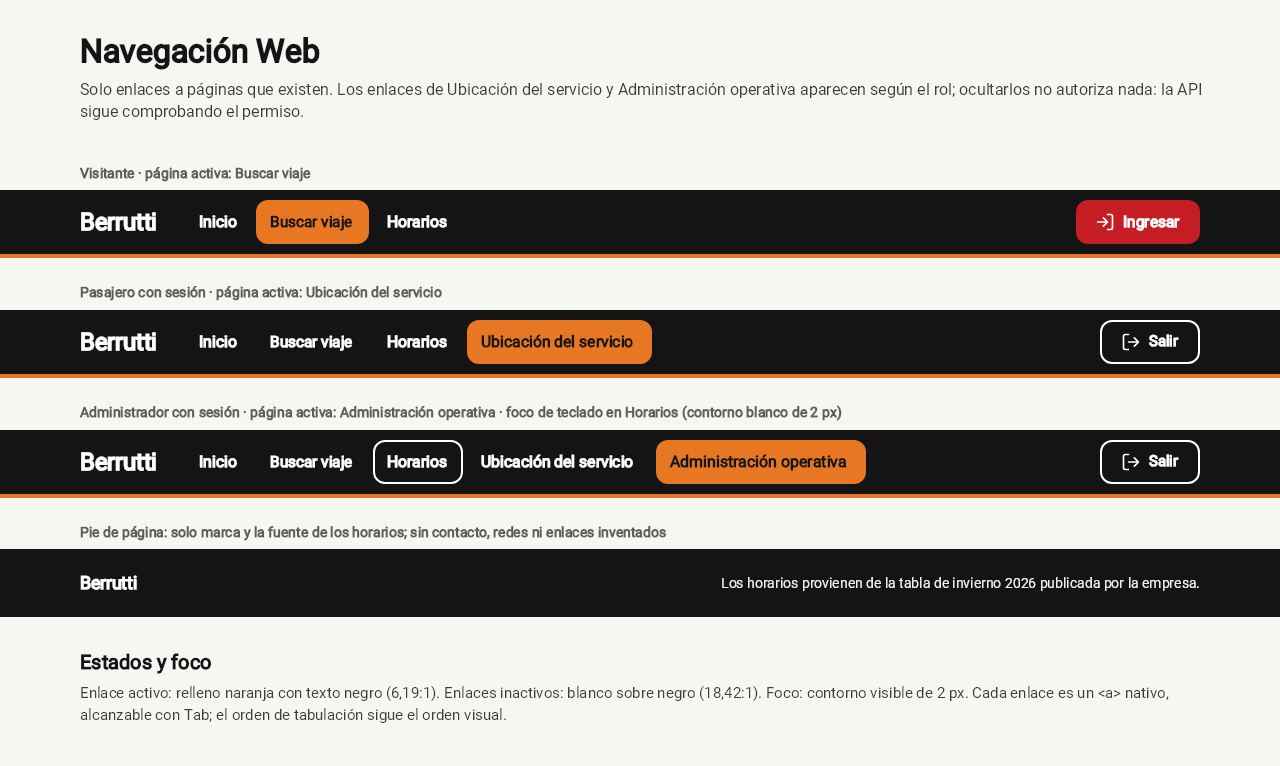 Navegación Web
Solo enlaces a páginas que existen. Los enlaces de Ubicación del servicio y Administración operativa aparecen según el rol; ocultarlos no autoriza nada: la API
sigue comprobando el permiso.
Visitante · página activa: Buscar viaje
Berrutti Inicio Buscar viaje Horarios Ingresar
Pasajero con sesión · página activa: Ubicación del servicio
Berrutti Inicio Buscar viaje Horarios Ubicación del servicio Salir
Administrador con sesión · página activa: Administración operativa · foco de teclado en Horarios (contorno blanco de 2 px)
Berrutti Inicio Buscar viaje Horarios Ubicación del servicio Administración operativa Salir
Pie de página: solo marca y la fuente de los horarios; sin contacto, redes ni enlaces inventados
Berrutti Los horarios provienen de la tabla de invierno 2026 publicada por la empresa.
Estados y foco
Enlace activo: relleno naranja con texto negro (6,19:1). Enlaces inactivos: blanco sobre negro (18,42:1). Foco: contorno visible de 2 px. Cada enlace es un <a> nativo,
alcanzable con Tab; el orden de tabulación sigue el orden visual.